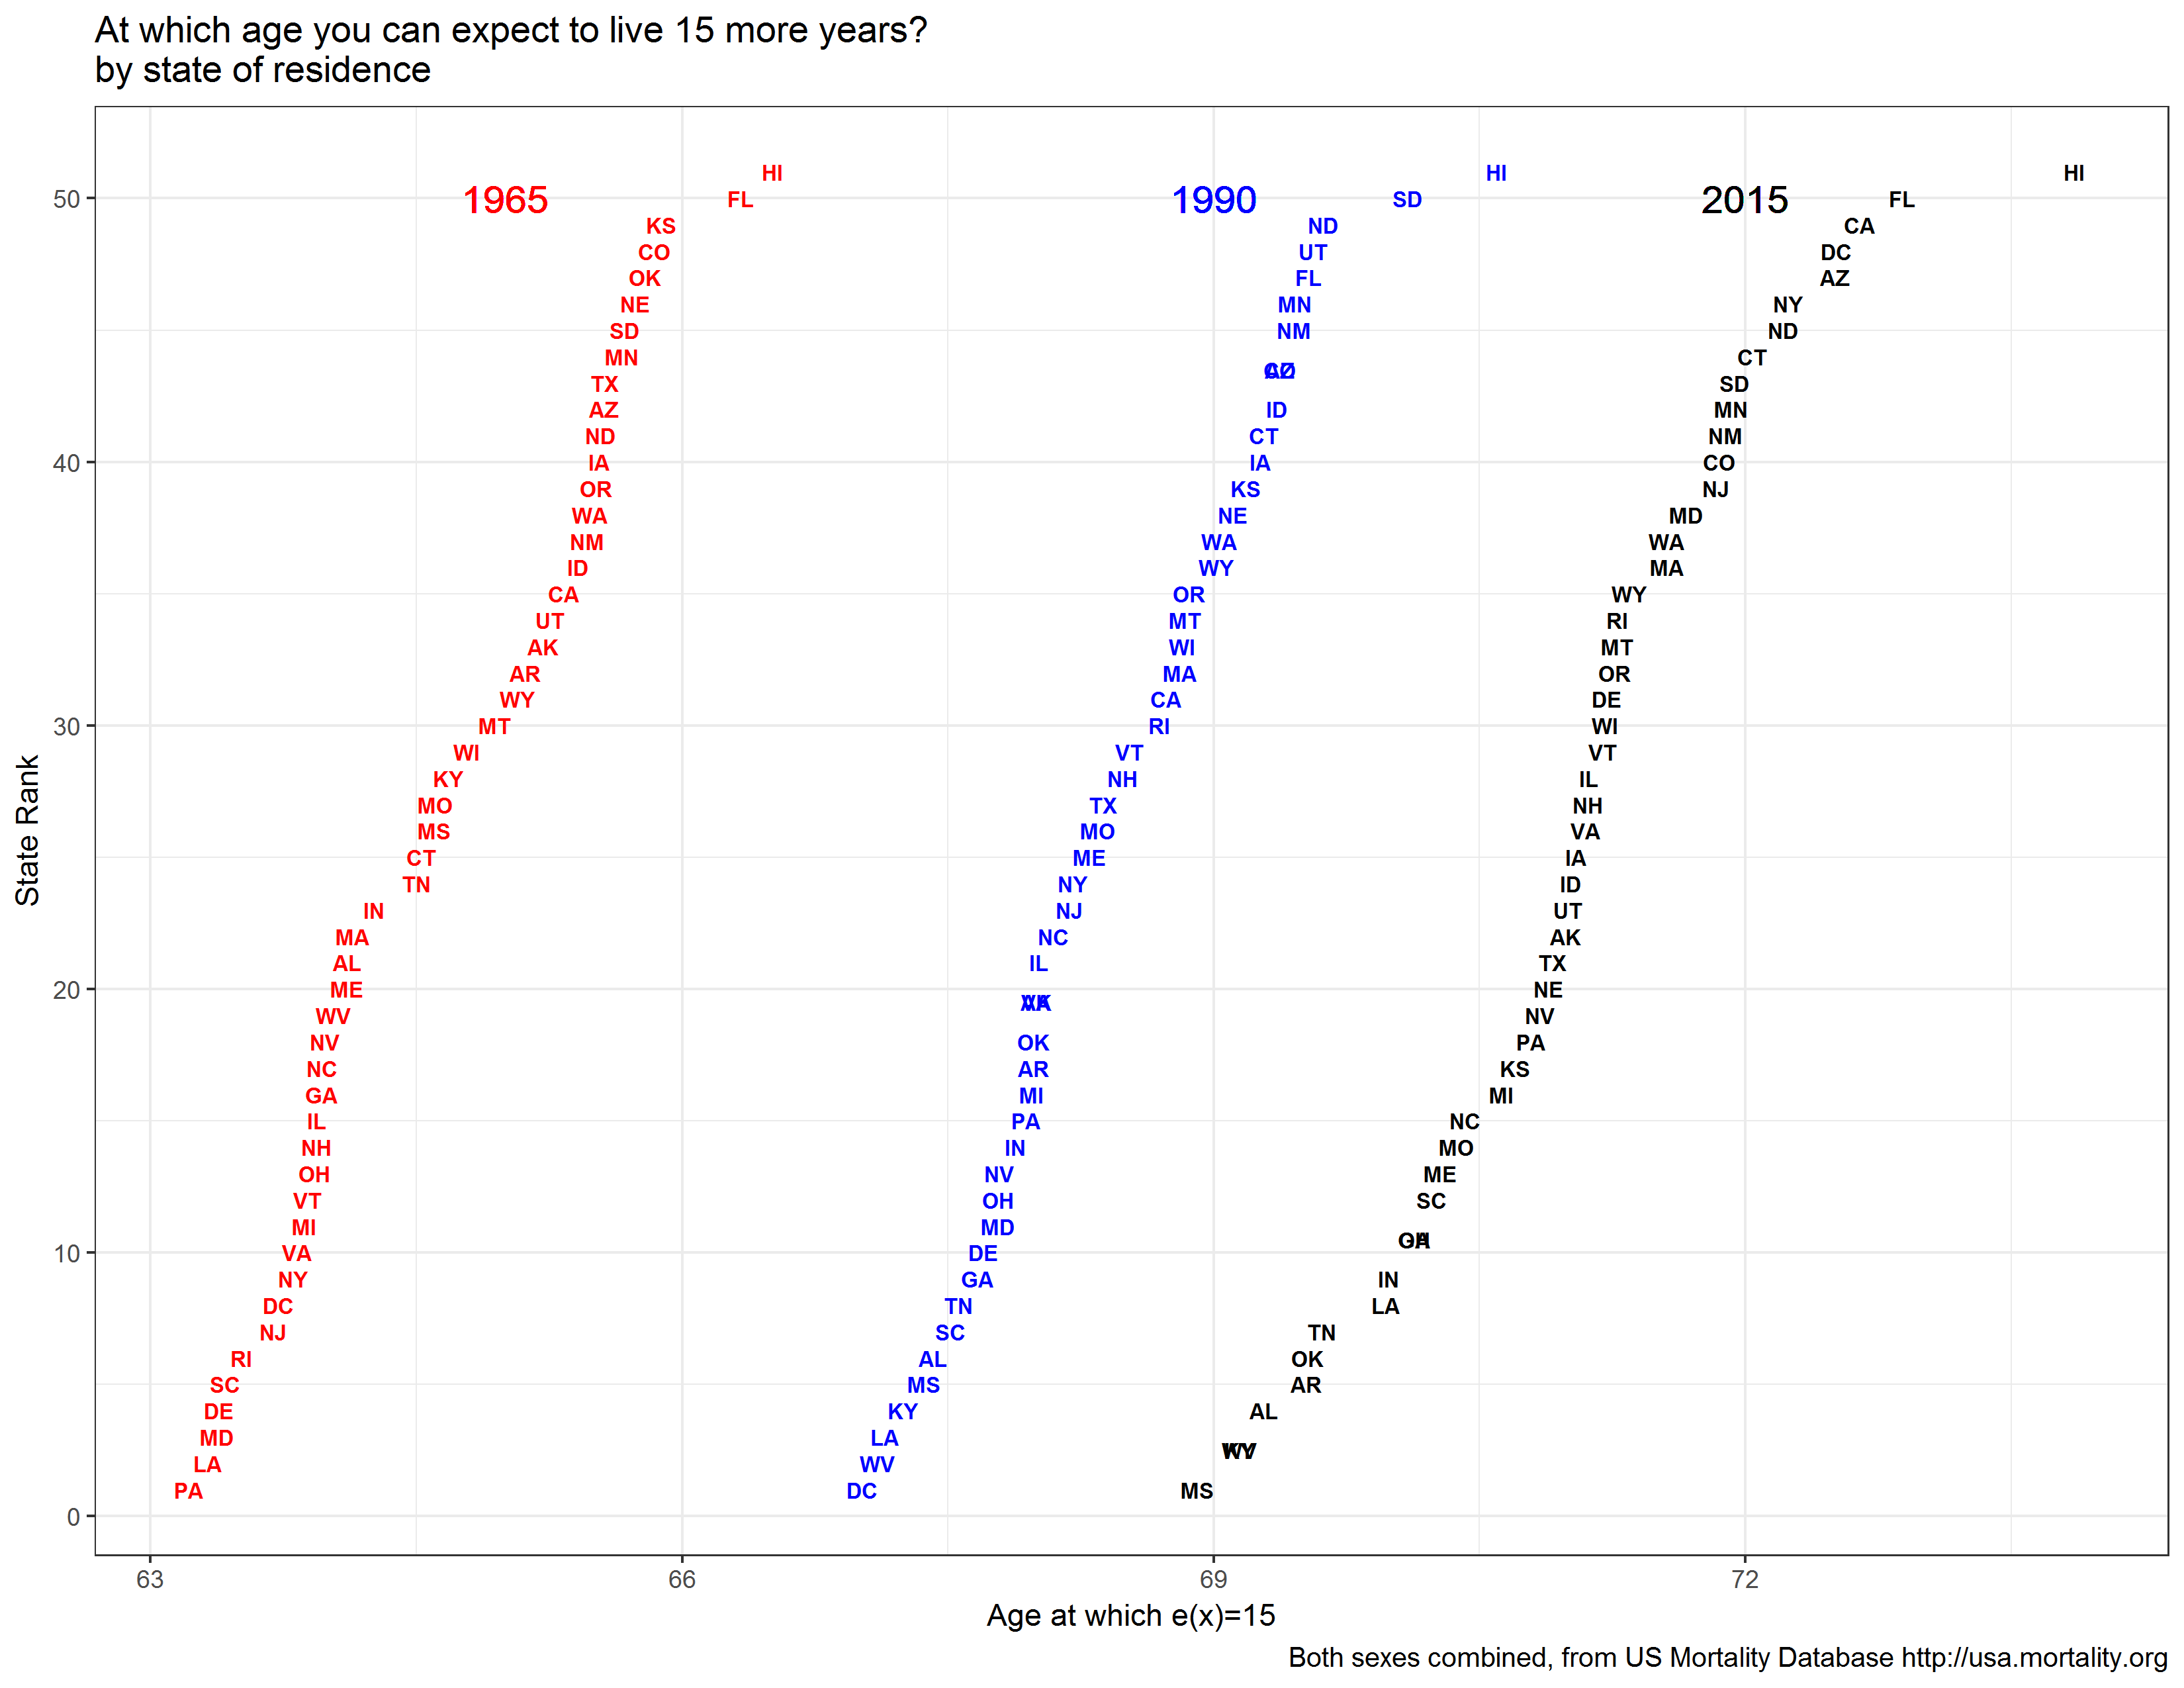 At which age you can expect to live 15 more years?
by state of residence
State Rank
50
40
30
20
10
0
1965
HI
FL
KS
CO
OK
NE
SD
MN
TX
AZ
ND
IA
OR
WA
NM
ID
CA
UT
AK
AR
WY
MT
WI
KY
MO
MS
CT
TN
IN
MA
AL
ME
WV
NV
NC
GA
IL
NH
OH
VT
MI
VA
NY
DC
NJ
RI
SC
DE
MD
LA
PA
1990
HI
SD
ND
UT
FL
MN
NM
ID
CT
IA
KS
NE
WA
WY
OR
MT
WI
MA
CA
RI
VT
NH
TX
MO
ME
NY
NJ
NC
IL
OK
AR
MI
PA
IN
NV
OH
MD
DE
GA
TN
SC
AL
MS
KY
LA
WV
DC
2015
HI
FL
CA
DC
AZ
NY
ND
CT
SD
MN
NM
CO
NJ
MD
WA
MA
WY
RI
MT
OR
DE
WI
VT
IL
NH
VA
IA
ID
UT
AK
TX
NE
NV
PA
KS
MI
NC
MO
ME
SC
IN
LA
TN
OK
AR
AL
MS
63
66
69
72
Age at which e(x)=15
Both sexes combined, from US Mortality Database http://usa.mortality.org